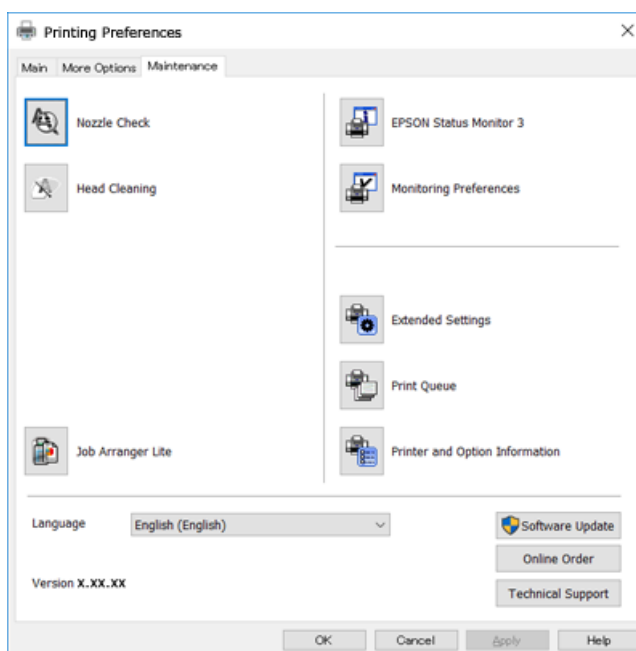 Printing Preferences
Main More Options Maintenance
Nozzle Check
Head Cleaning
Job Arranger Lite
EPSON Status Monitor 3
Monitoring Preferences
Extended Settings
Print Queue
Printer and Option Information
Language English (English)
Version X.XX.XX
Software Update
Online Order
Technical Support
OK Cancel Apply Help